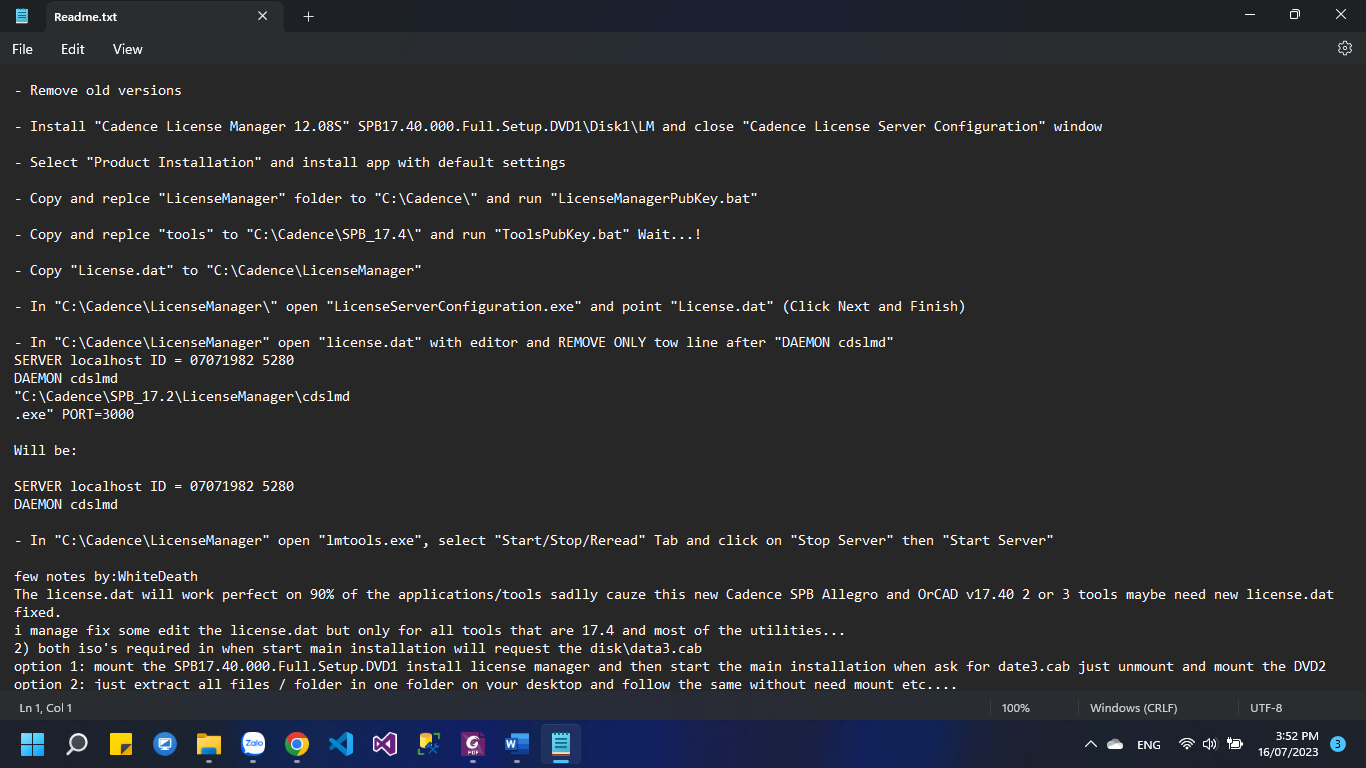 Readme.txt
File Edit View
- Remove old versions
- Install "Cadence License Manager 12.08S" SPB17.40.000.Full.Setup.DVD1\Disk1\LM and close "Cadence License Server Configuration" window
- Select "Product Installation" and install app with default settings
- Copy and replce "LicenseManager" folder to "C:\Cadence\" and run "LicenseManagerPubKey.bat"
- Copy and replce "tools" to "C:\Cadence\SPB_17.4\" and run "ToolsPubKey.bat" Wait...!
- Copy "License.dat" to "C:\Cadence\LicenseManager"
- In "C:\Cadence\LicenseManager\" open "LicenseServerConfiguration.exe" and point "License.dat" (Click Next and Finish)
- In "C:\Cadence\LicenseManager" open "license.dat" with editor and REMOVE ONLY tow line after "DAEMON cdslmd"
SERVER localhost ID = 07071982 5280
DAEMON cdslmd
"C:\Cadence\SPB_17.2\LicenseManager\cdslmd
.exe" PORT=3000
Will be:
SERVER localhost ID = 07071982 5280
DAEMON cdslmd
- In "C:\Cadence\LicenseManager" open "lmtools.exe", select "Start/Stop/Reread" Tab and click on "Stop Server" then "Start Server"
few notes by:WhiteDeath
The license.dat will work perfect on 90% of the applications/tools sadlly cauze this new Cadence SPB Allegro and OrCAD v17.40 2 or 3 tools maybe need new license.dat
fixed.
i manage fix some edit the license.dat but only for all tools that are 17.4 and most of the utilities...
2) both iso's required in when start main installation will request the disk\data3.cab
option 1: mount the SPB17.40.000.Full.Setup.DVD1 install license manager and then start the main installation when ask for date3.cab just unmount and mount the DVD2
option 2: just extract all files / folder in one folder on your desktop and follow the same without need mount etc....
Ln 1, Col 1 100% Windows (CRLF) UTF-8
Zalo
PDF
ENG
3:52 PM
16/07/2023
3